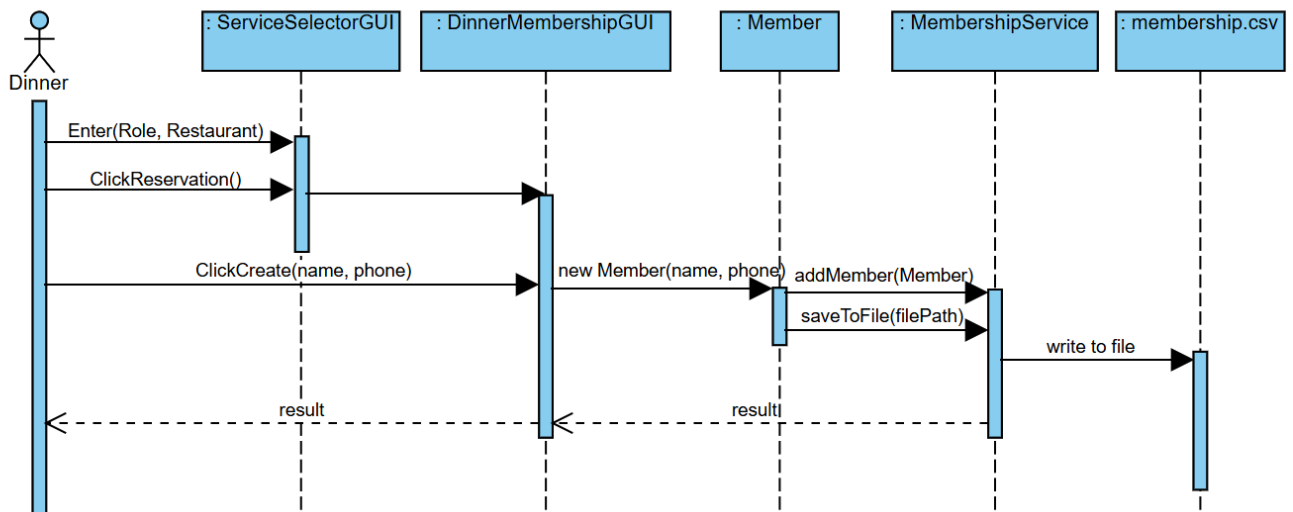 : ServiceSelectorGUI
: DinnerMembershipGUI
: Member
: MembershipService
: membership.csv
Dinner
Enter(Role, Restaurant)
ClickReservation()
ClickCreate(name, phone)
new Member(name, phone)
addMember(Member)
saveToFile(filePath)
write to file
result
result